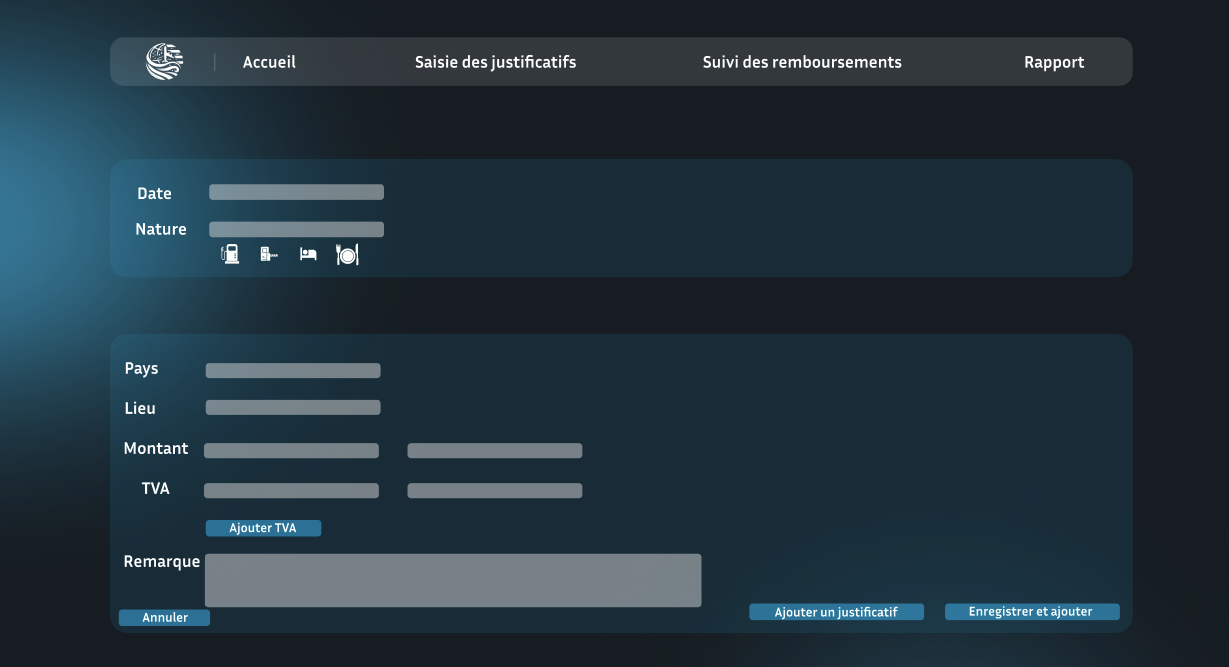 Accueil Saisie des justificatifs Suivi des remboursements Rapport
Date
Nature
Pays
Lieu
Montant
TVA
Ajouter TVA
Remarque
Annuler Ajouter un justificatif Enregistrer et ajouter